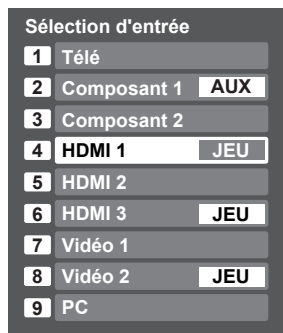 Sélection d'entrée
1 Télé
2 Composant 1 AUX
3 Composant 2
4 HDMI 1 JEU
5 HDMI 2
6 HDMI 3 JEU
7 Vidéo 1
8 Vidéo 2 JEU
9 PC